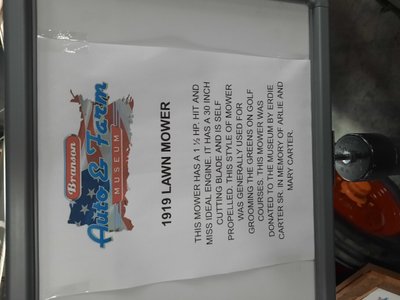 Branson
Auto & Farm
MUSEUM
1919 LAWN MOWER
THIS MOWER HAS A 1 ½ HP. HIT AND
MISS IDEAL ENGINE. IT HAS A 30 INCH
CUTTING BLADE AND IS SELF
PROPELLED. THIS STYLE OF MOWER
WAS GENERALLY USED FOR
GROOMING THE GREENS ON GOLF
COURSES. THIS MOWER WAS
DONATED TO THE MUSEUM BY ERDIE
CARTER SR. IN MEMORY OF ARLIE AND
MARY CARTER.